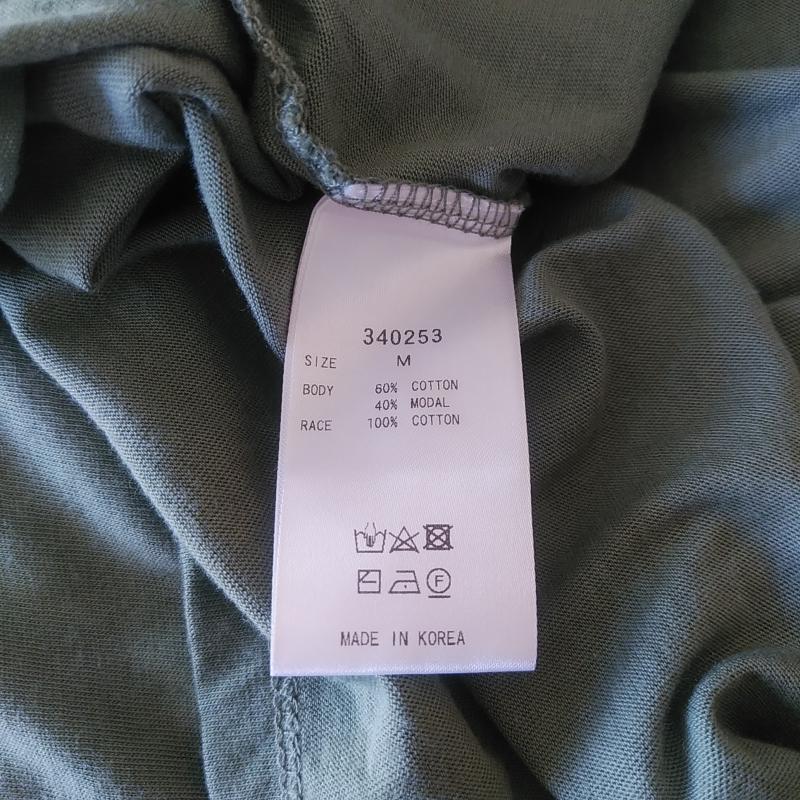 340253
SIZE M
BODY 60% COTTON
40% MODAL
RACE 100% COTTON
F
MADE IN KOREA